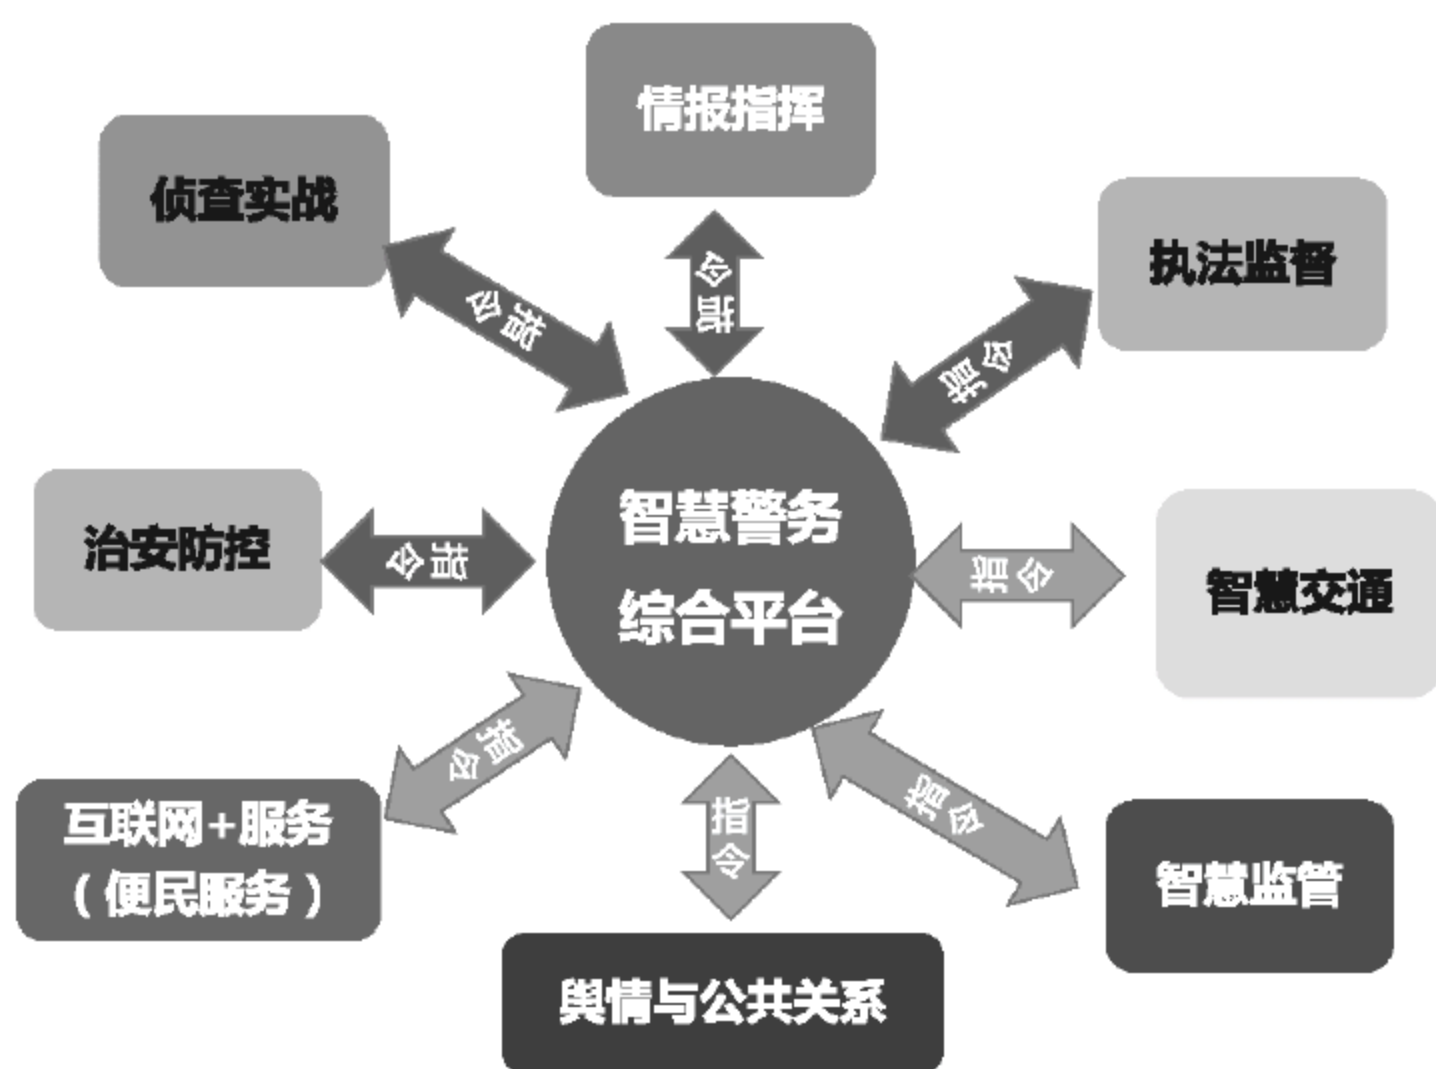 情报指挥
侦查实战
执法监督
指令
指令
指令
智慧警务
综合平台
治安防控
指令
指令
智慧交通
指令
指令
指令
互联网+服务
（便民服务）
智慧监管
舆情与公共关系